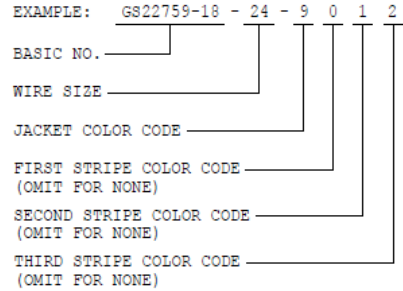 EXAMPLE: GS22759-18 - 24 - 9 0 1 2
BASIC NO.
WIRE SIZE
JACKET COLOR CODE
FIRST STRIPE COLOR CODE
(OMIT FOR NONE)
SECOND STRIPE COLOR CODE
(OMIT FOR NONE)
THIRD STRIPE COLOR CODE
(OMIT FOR NONE)